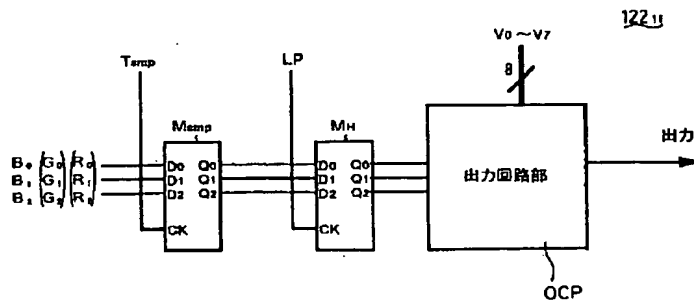 122₁₁
V₀～V₇
8
Tsmp
LP
Msmp
MH
B₀ (G₀) (R₀)
B₁ (G₁) (R₁)
B₂ (G₂) (R₂)
D₀ Q₀
D₁ Q₁
D₂ Q₂
CK
D₀ Q₀
D₁ Q₁
D₂ Q₂
CK
出力回路部
出力
OCP